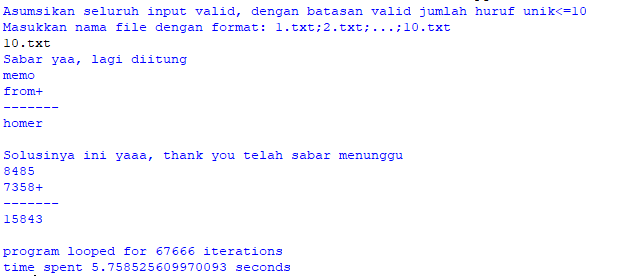 Asumsikan seluruh input valid, dengan batasan valid jumlah huruf unik<=10
Masukkan nama file dengan format: 1.txt;2.txt;...;10.txt
10.txt
Sabar yaa, lagi diitung
memo
from+
-------
homer
Solusinya ini yaaa, thank you telah sabar menunggu
8485
7358+
-------
15843
program looped for 67666 iterations
time spent 5.758525609970093 seconds